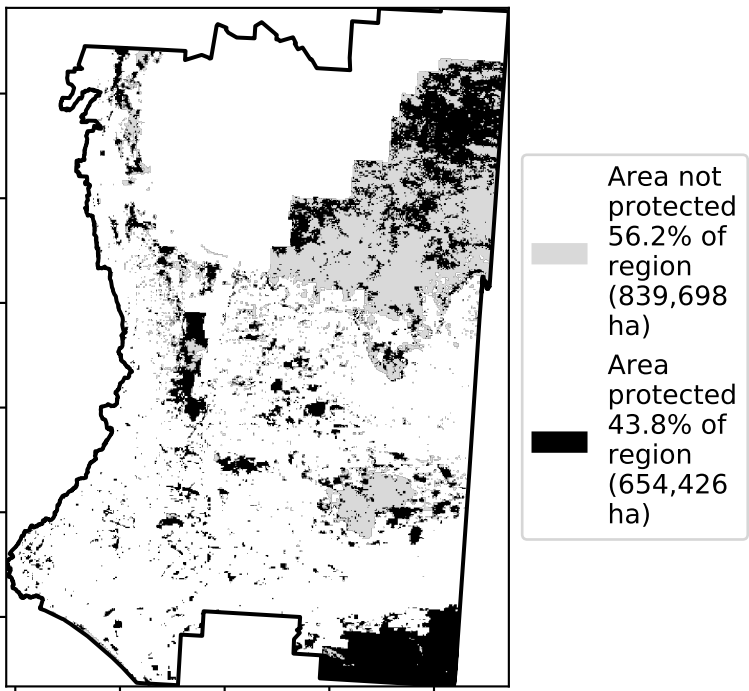 Area not
protected
56.2% of
region
(839,698
ha)
Area
protected
43.8% of
region
(654,426
ha)